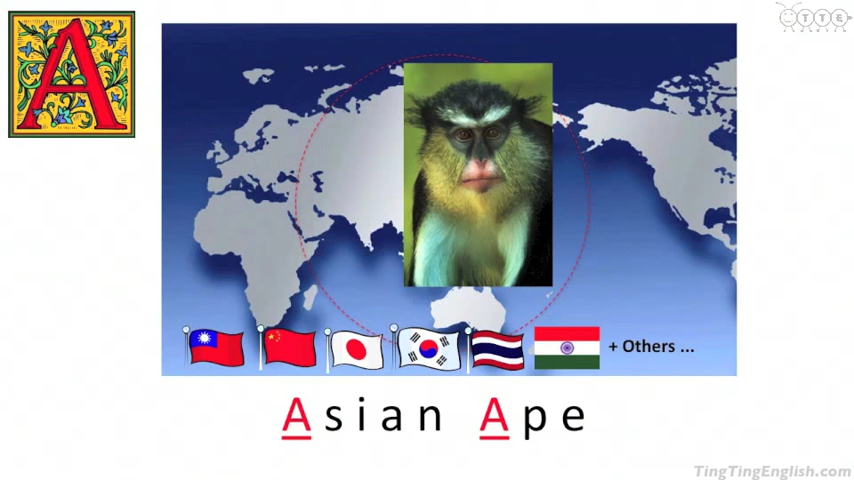 A
TTE
+ Others ...
Asian Ape
TingTingEnglish.com